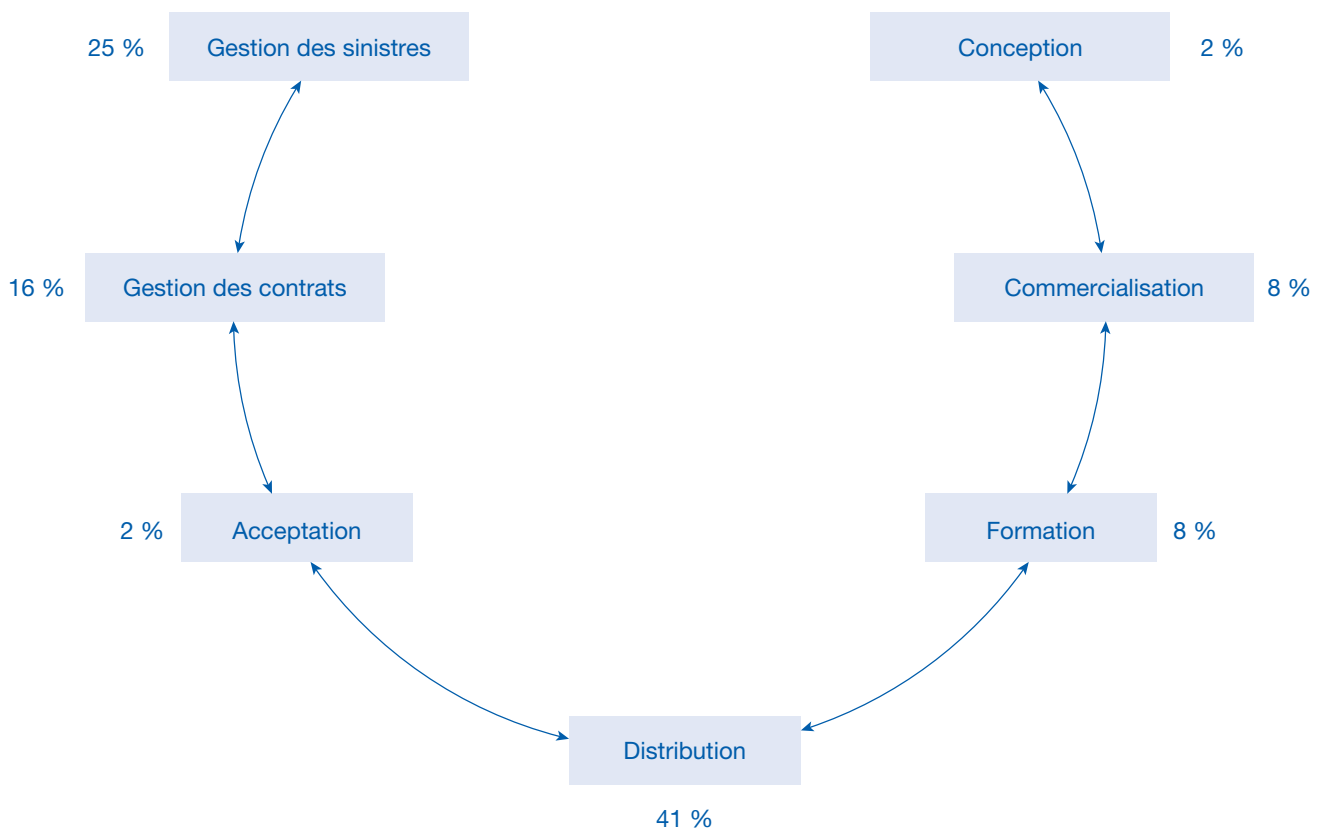 25 %
Gestion des sinistres
Conception
2 %
16 %
Gestion des contrats
Commercialisation
8 %
2 %
Acceptation
Formation
8 %
Distribution
41 %